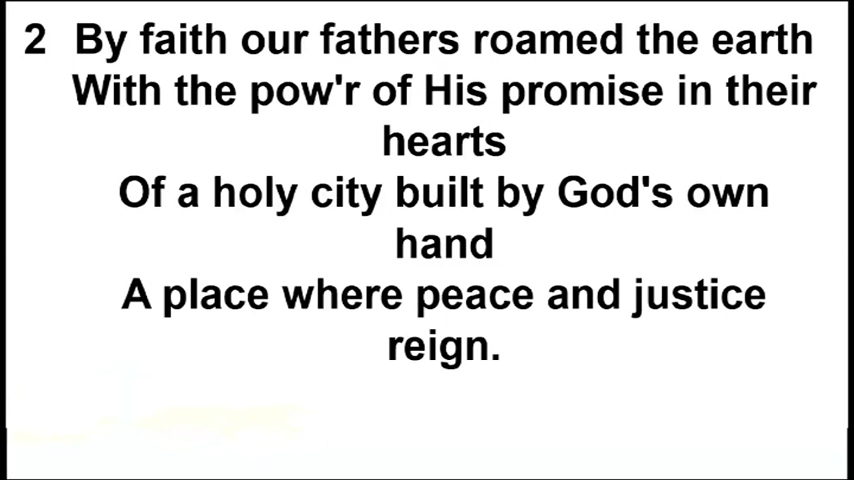 2 By faith our fathers roamed the earth
With the pow'r of His promise in their
hearts
Of a holy city built by God's own
hand
A place where peace and justice
reign.